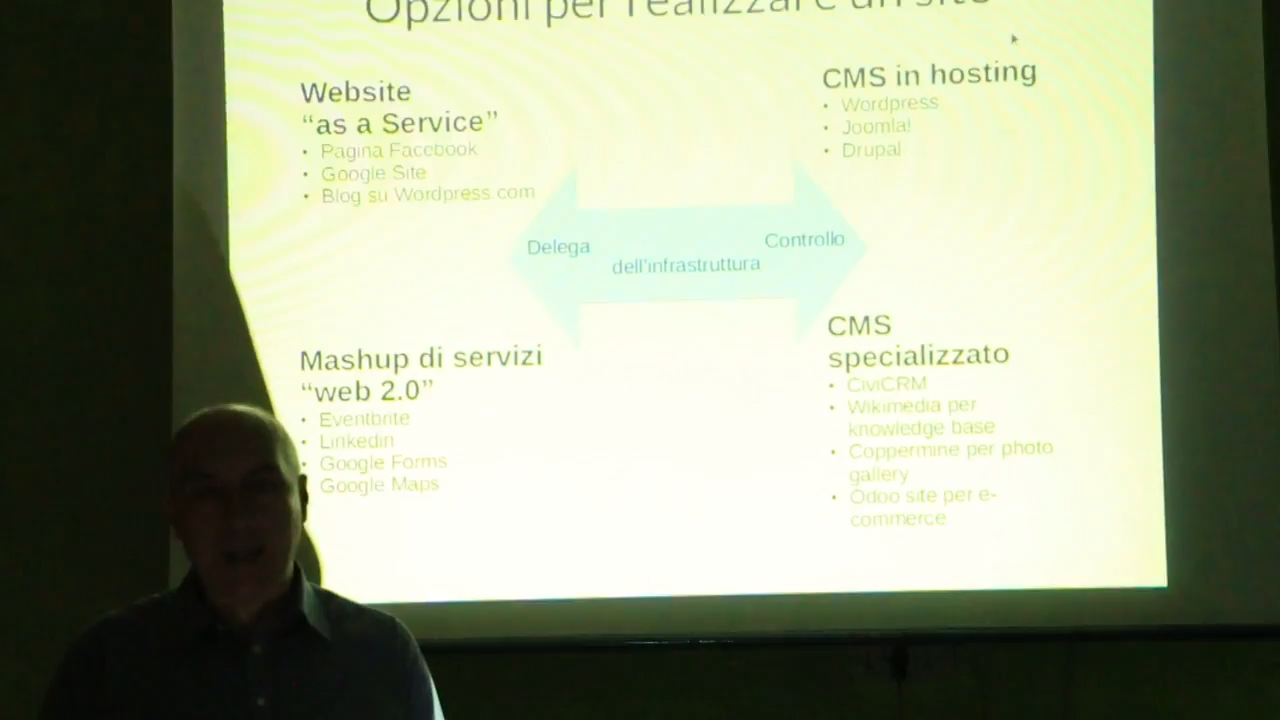 Opzioni per realizzare un sito
Website
“as a Service”
• Pagina Facebook
• Google Site
• Blog su Wordpress.com
CMS in hosting
• Wordpress
• Joomla!
• Drupal
Delega
Controllo
dell'infrastruttura
Mashup di servizi
“web 2.0”
• Eventbrite
• Linkedin
• Google Forms
Google Maps
CMS
specializzato
• CiviCRM
• Wikimedia per
knowledge base
• Coppermine per photo
gallery
• Odoo site per e-
commerce